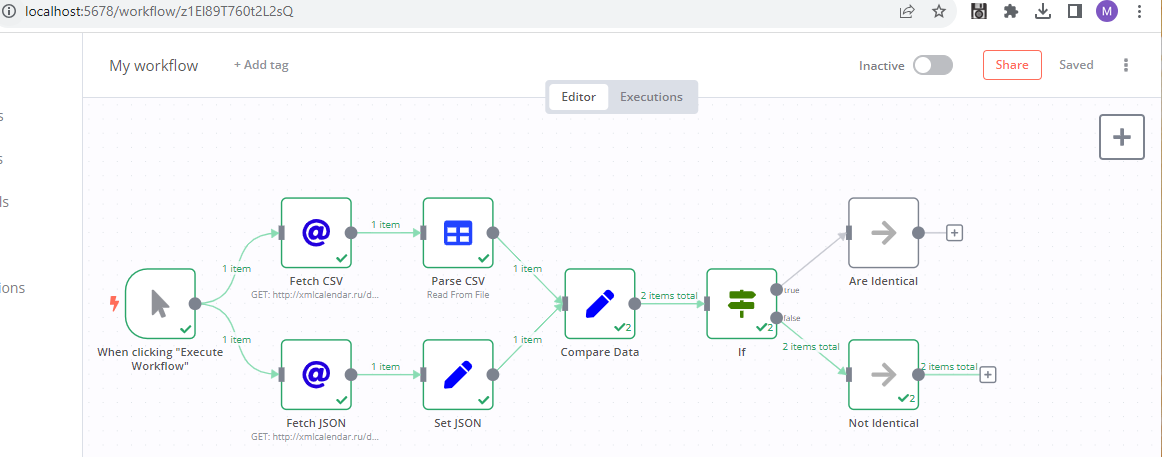 localhost:5678/workflow/z1El89T760t2L2sQ
M
My workflow
+ Add tag
Inactive
Share
Saved
Editor
Executions
s
s
ls
ions
1 item
1 item
1 item
1 item
1 item
1 item
2 items total
true
false
2 items total
2 items total
Fetch CSV
GET: http://xmlcalendar.ru/d...
Parse CSV
Read From File
Are Identical
When clicking "Execute
Workflow"
Compare Data
2
If
2
Fetch JSON
GET: http://xmlcalendar.ru/d...
Set JSON
2
Not Identical